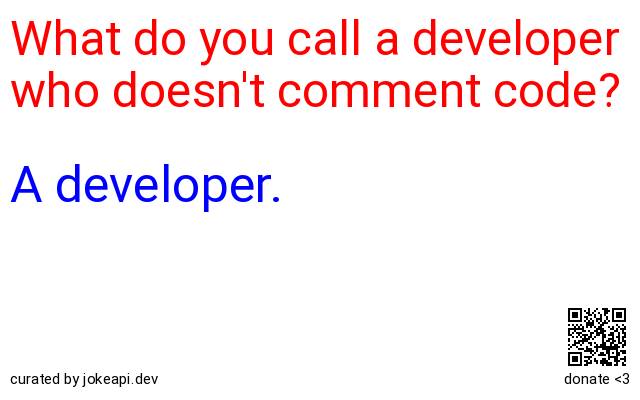 What do you call a developer
who doesn't comment code?
A developer.
curated by jokeapi.dev
donate <3